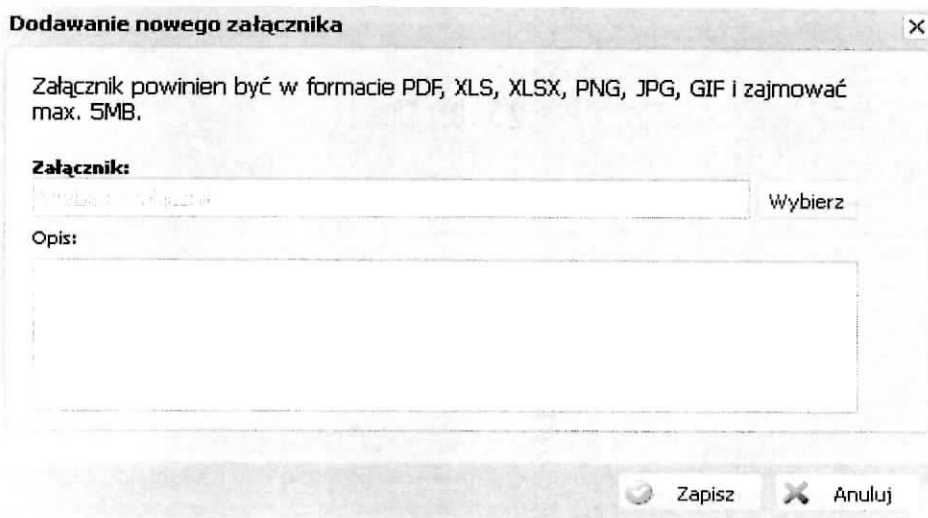 Dodawanie nowego załącznika
Załącznik powinien być w formacie PDF, XLS, XLSX, PNG, JPG, GIF i zajmować
max. 5MB.
Załącznik:
Wybierz
Opis:
Zapisz
Anuluj